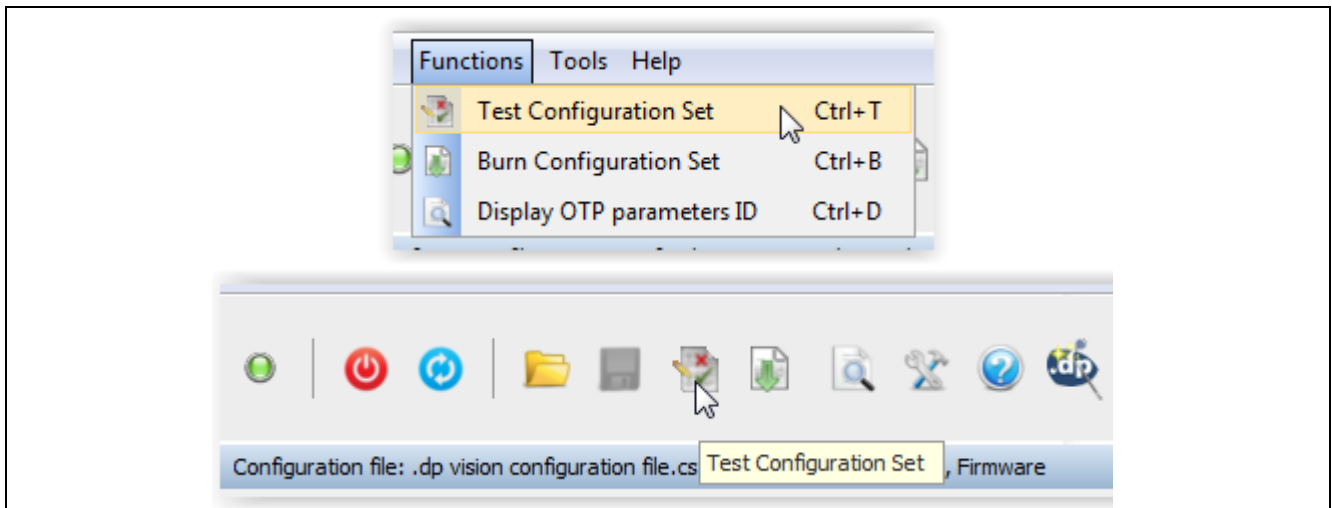 Functions Tools Help
Test Configuration Set Ctrl+T
Burn Configuration Set Ctrl+B
Display OTP parameters ID Ctrl+D
.dp
Configuration file: .dp vision configuration file.cs Test Configuration Set , Firmware